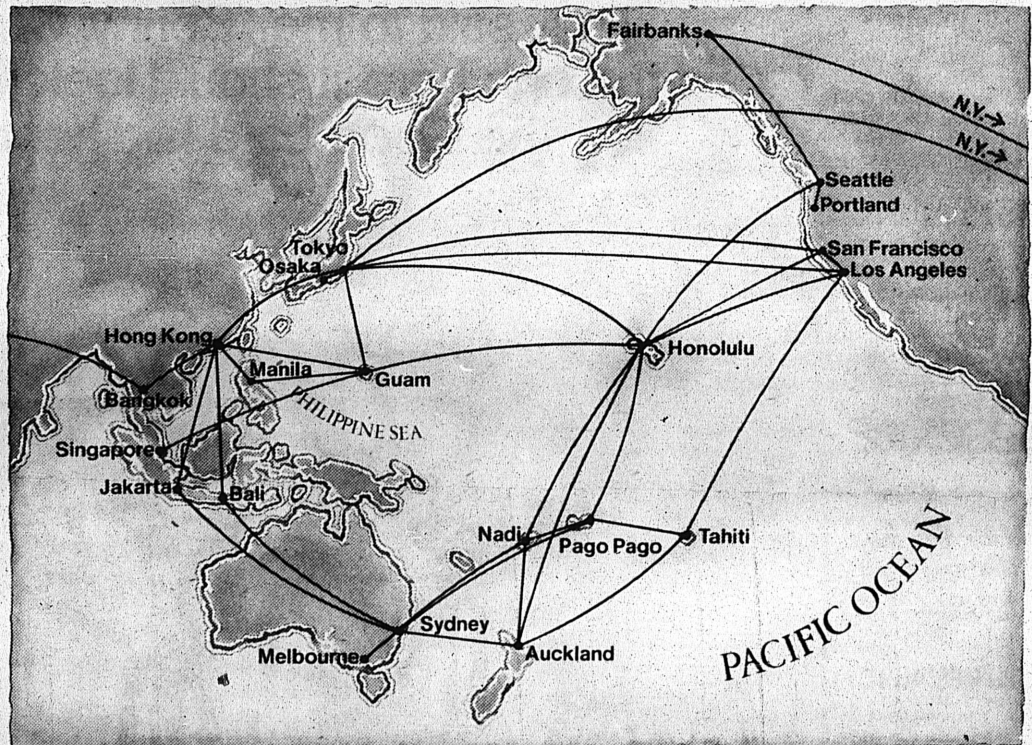 Fairbanks
N.Y.→
N.Y.→
Seattle
Portland
Tokyo
San Francisco
Osaka
Los Angeles
Hong Kong
Honolulu
Manila
Guam
Bangkok
PHILIPPINE SEA
Singapore
Jakarta
Bali
Nadi
Pago Pago
Tahiti
Sydney
Melbourne
Auckland
PACIFIC OCEAN